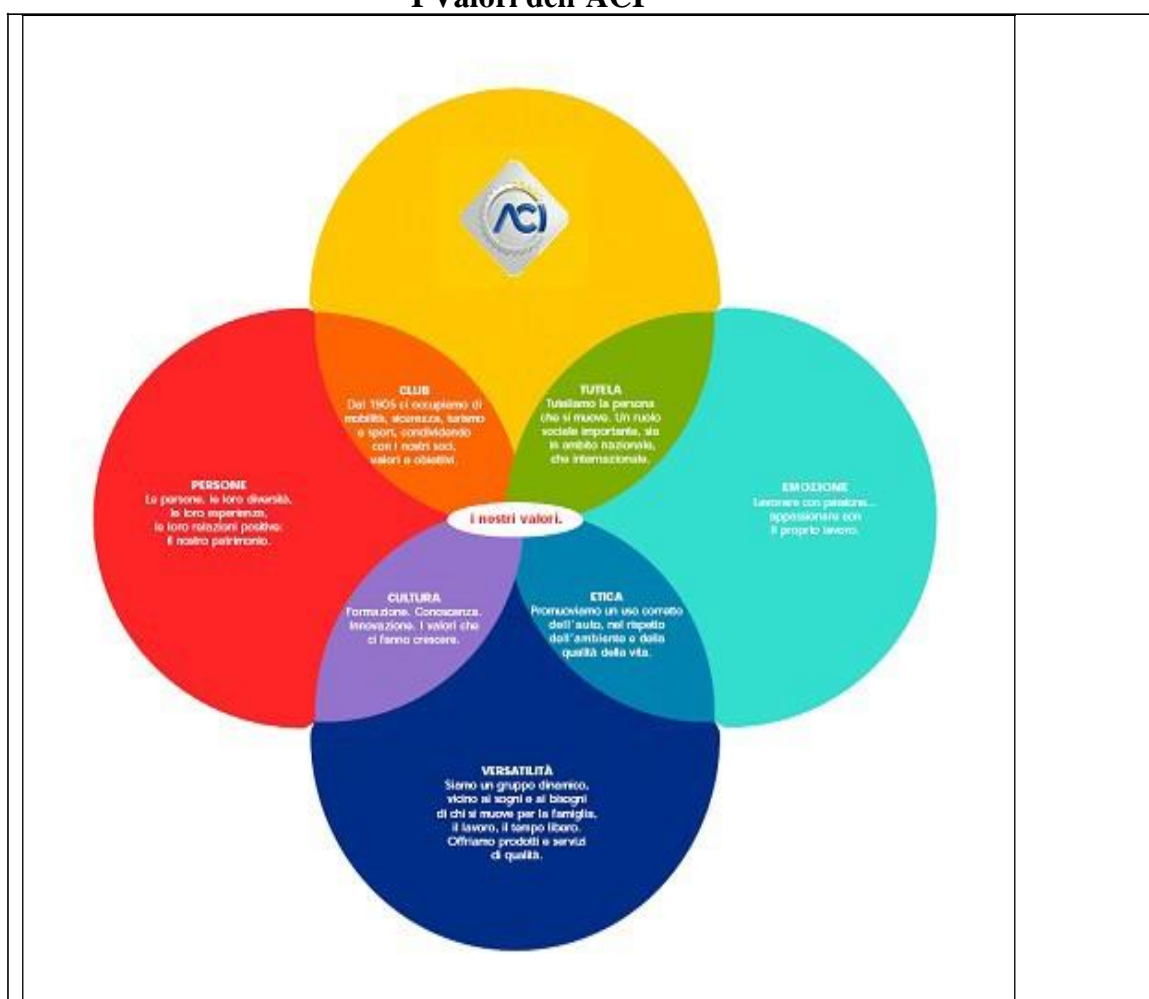 I Valori dell'ACI
ACI
CLUB
Dal 1905 ci occupiamo di
mobilità, sicurezza, turismo
e sport, condividendo
con i nostri soci,
valori e obiettivi.
TUTELA
Tuteliamo la persona
che si muove. Un ruolo
sociale importante, sia
in ambito nazionale,
che internazionale.
PERSONE
Le persone, le loro diversità,
le loro esperienze,
le loro relazioni positive:
il nostro patrimonio.
EMOZIONE
Lavorare con passione...
appassionare con
il proprio lavoro.
I nostri valori.
CULTURA
Formazione. Conoscenza.
Innovazione. I valori che
ci fanno crescere.
ETICA
Promuoviamo un uso corretto
dell'auto, nel rispetto
dell'ambiente e della
qualità della vita.
VERSATILITÀ
Siamo un gruppo dinamico,
vicino ai sogni e ai bisogni
di chi si muove per la famiglia,
il lavoro, il tempo libero.
Offriamo prodotti e servizi
di qualità.